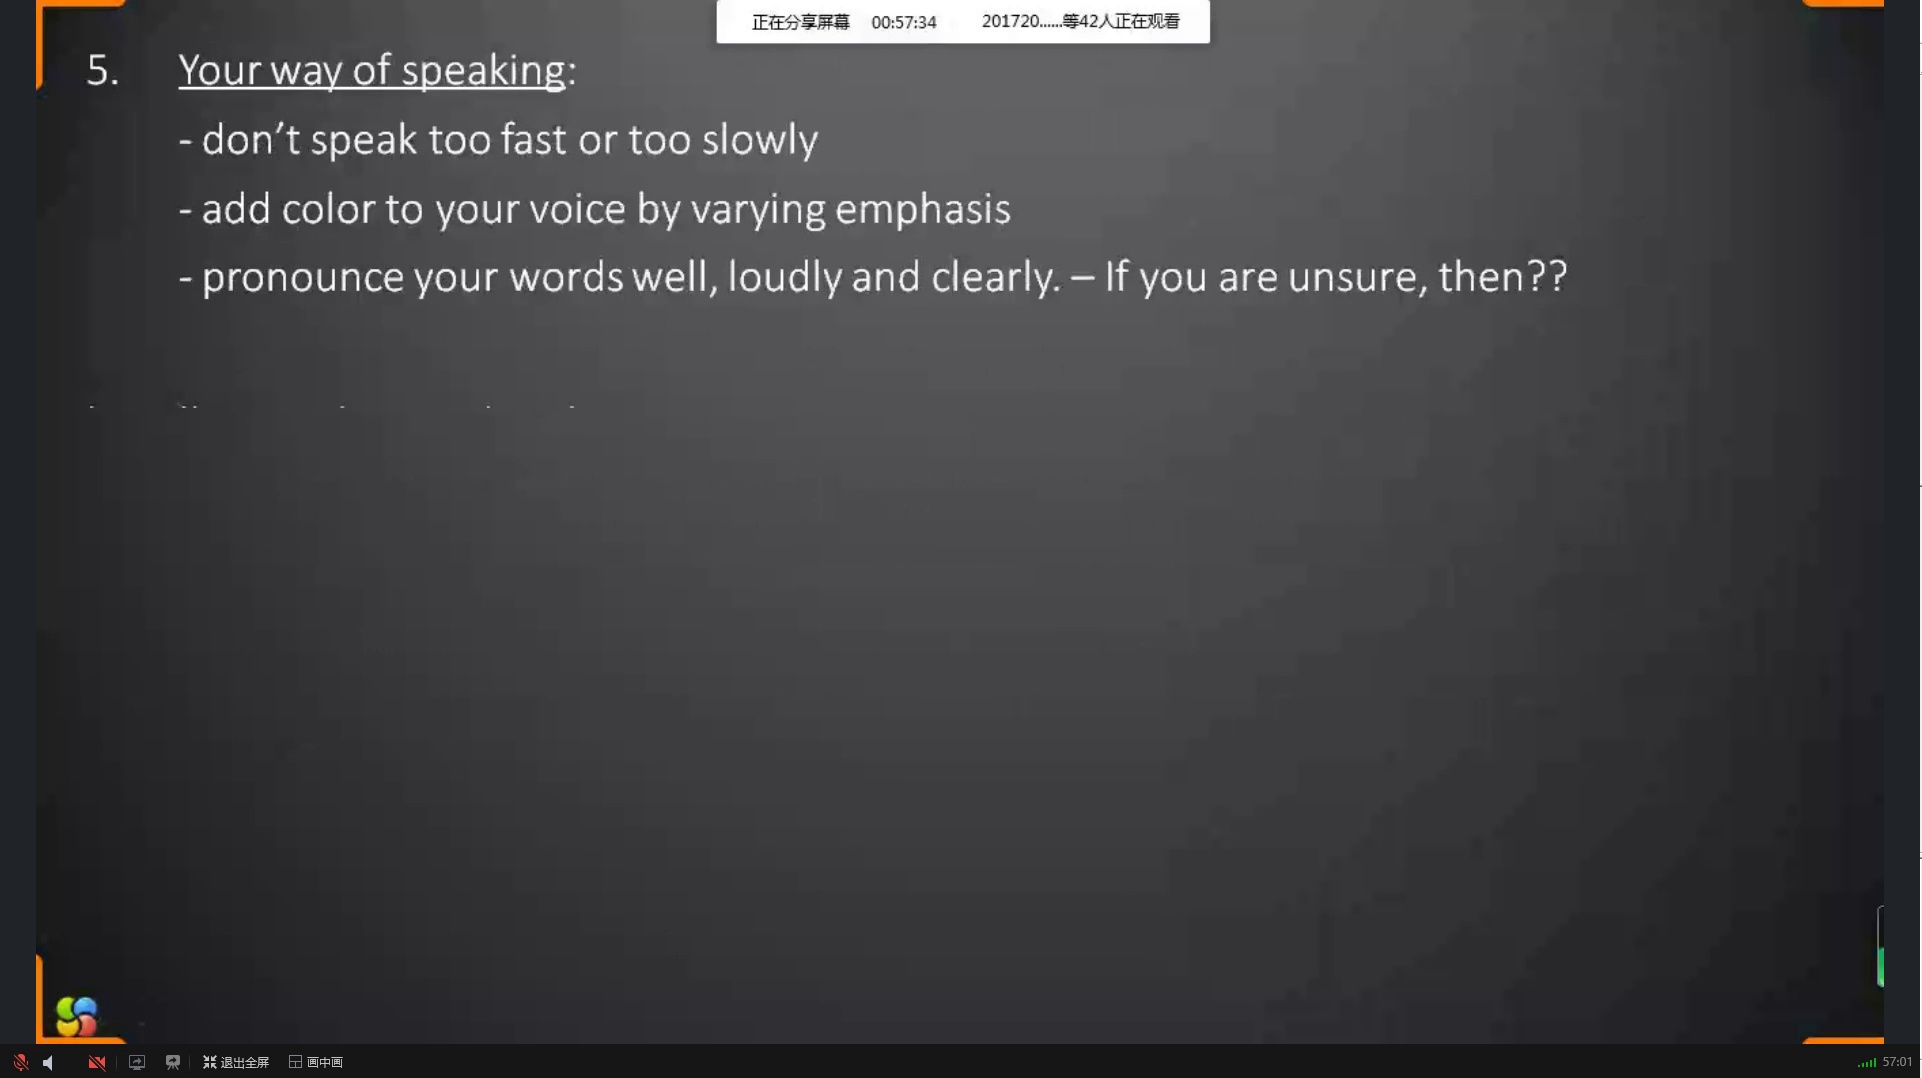 正在分享屏幕 00:57:34 201720......等42人正在观看
5. Your way of speaking:
- don’t speak too fast or too slowly
- add color to your voice by varying emphasis
- pronounce your words well, loudly and clearly. – If you are unsure, then??
退出全屏 画中画 57:01